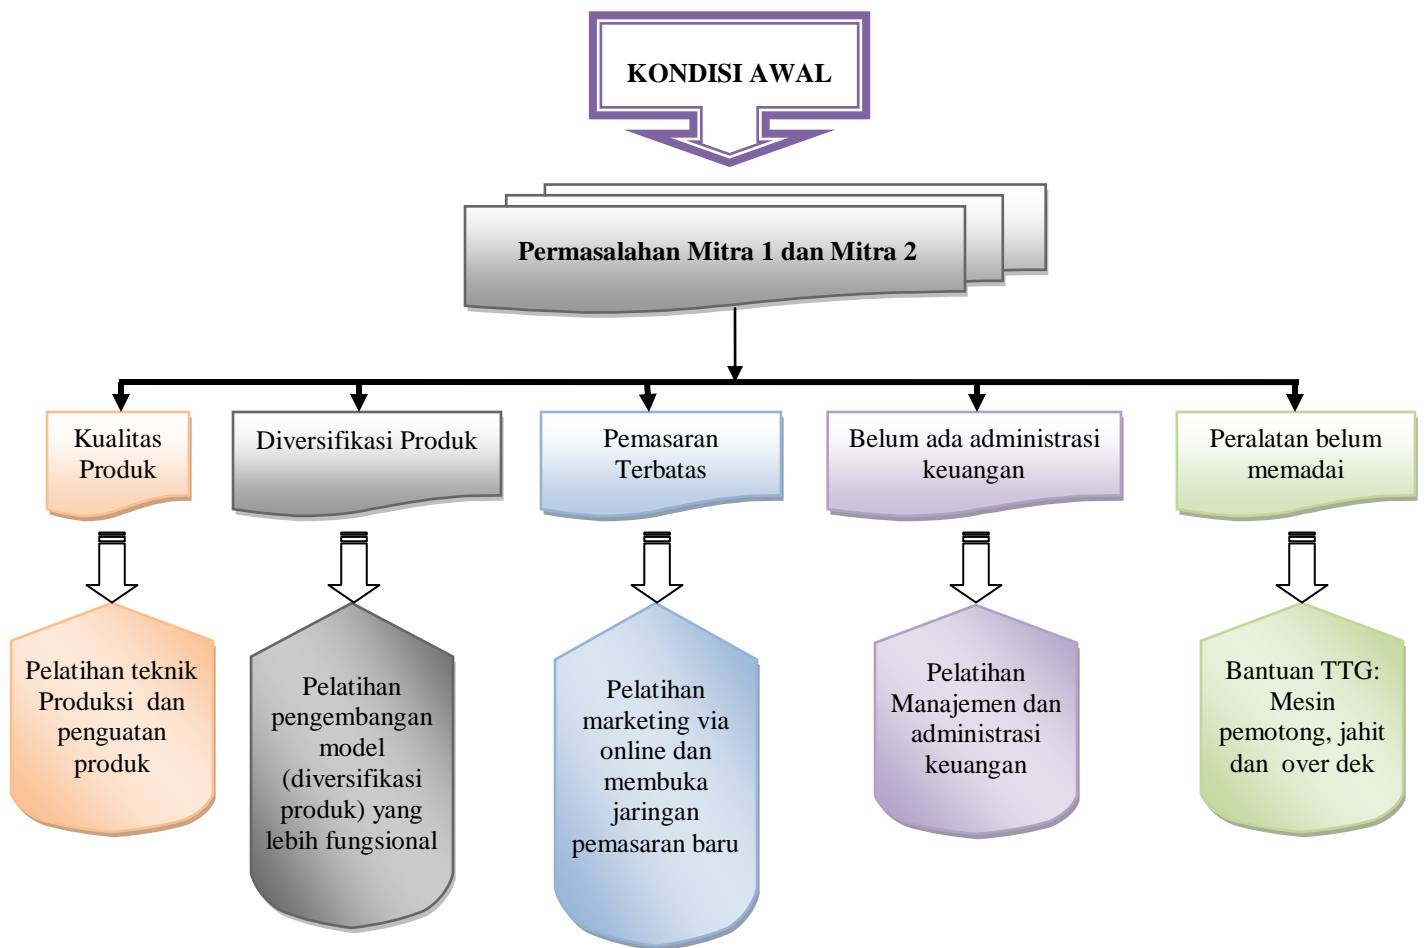 KONDISI AWAL
Permasalahan Mitra 1 dan Mitra 2
Kualitas
Produk
Diversifikasi Produk
Pemasaran
Terbatas
Belum ada administrasi
keuangan
Peralatan belum
memadai
Pelatihan teknik
Produksi dan
penguatan
produk
Pelatihan
pengembangan
model
(diversifikasi
produk) yang
lebih fungsional
Pelatihan
marketing via
online dan
membuka
jaringan
pemasaran baru
Pelatihan
Manajemen dan
administrasi
keuangan
Bantuan TTG:
Mesin
pemotong, jahit
dan over dek